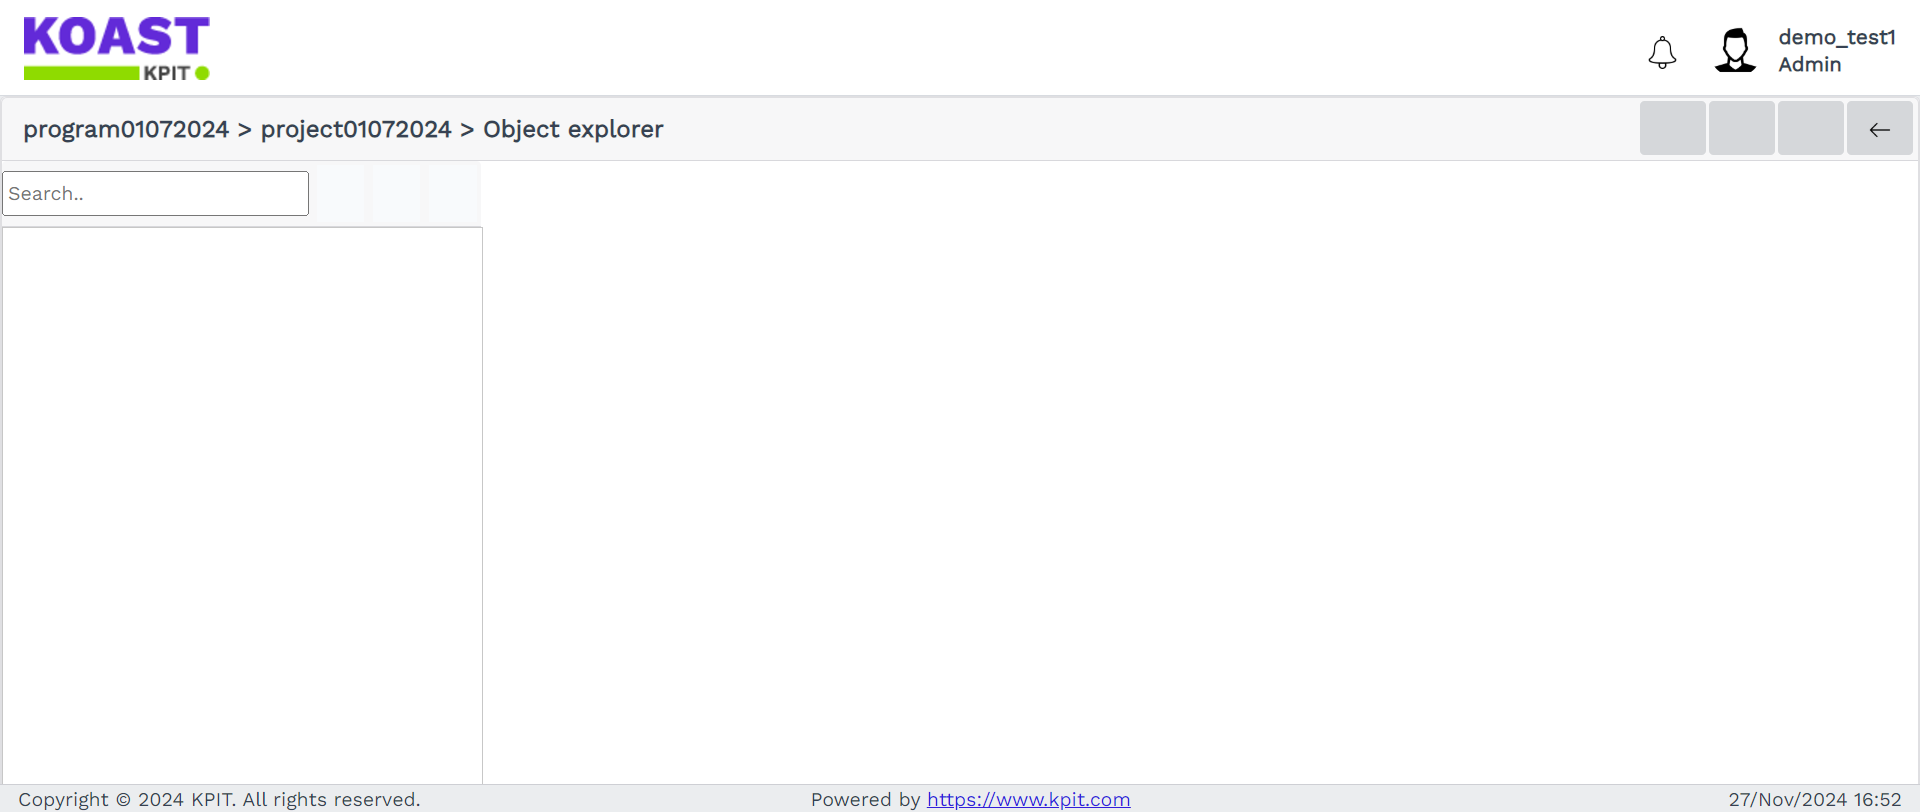 KOAST
KPIT
demo_test1
Admin
program01072024 > project01072024 > Object explorer
Search..
Copyright © 2024 KPIT. All rights reserved.
Powered by https://www.kpit.com
27/Nov/2024 16:52